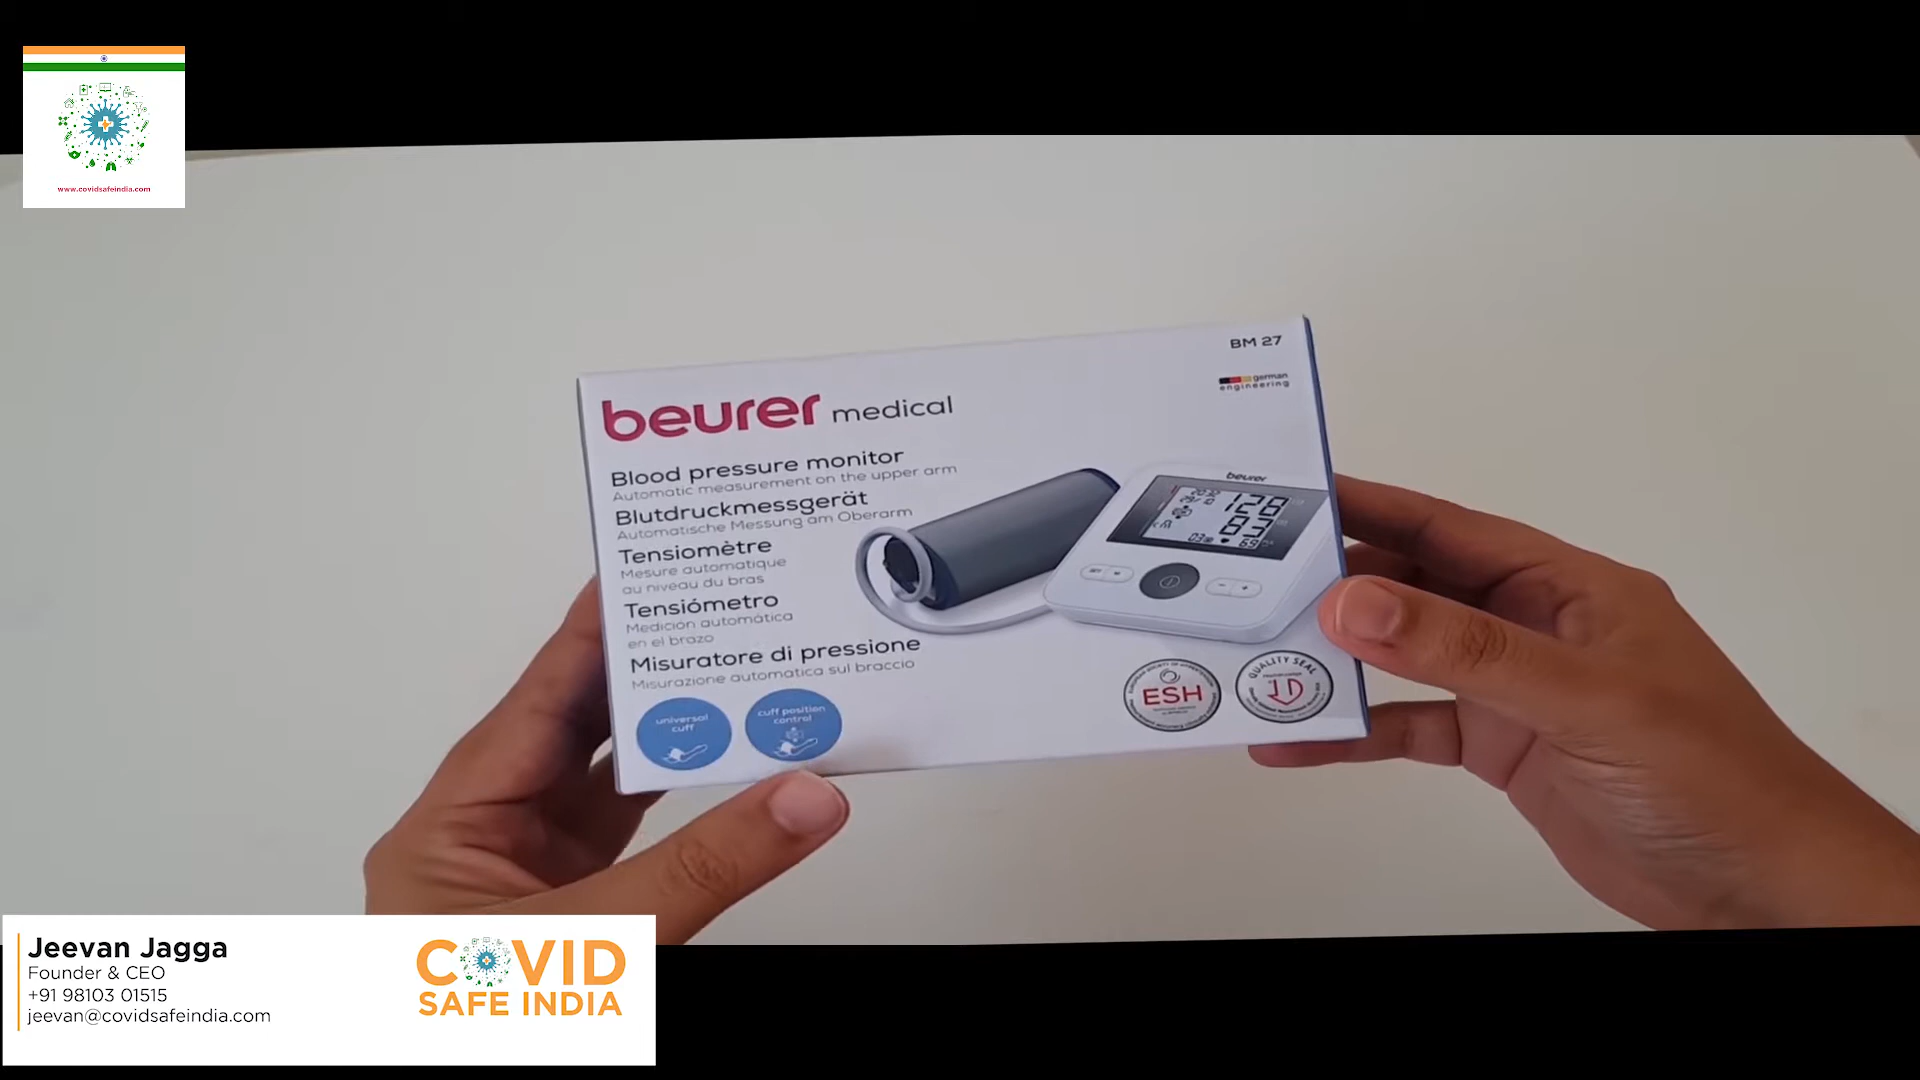 www.covidsafeindia.com
BM 27
german
engineering
beurer medical
Blood pressure monitor
Automatic measurement on the upper arm
Blutdruckmessgerät
Automatische Messung am Oberarm
Tensiomètre
Mesure automatique
au niveau du bras
Tensiómetro
Medición automática
en el brazo
Misuratore di pressione
Misurazione automatica sul braccio
universal
cuff
cuff position
control
beurer
128
83
69
ESH
QUALITY SEAL
Jeevan Jagga
Founder & CEO
+91 98103 01515
jeevan@covidsafeindia.com
COVID
SAFE INDIA